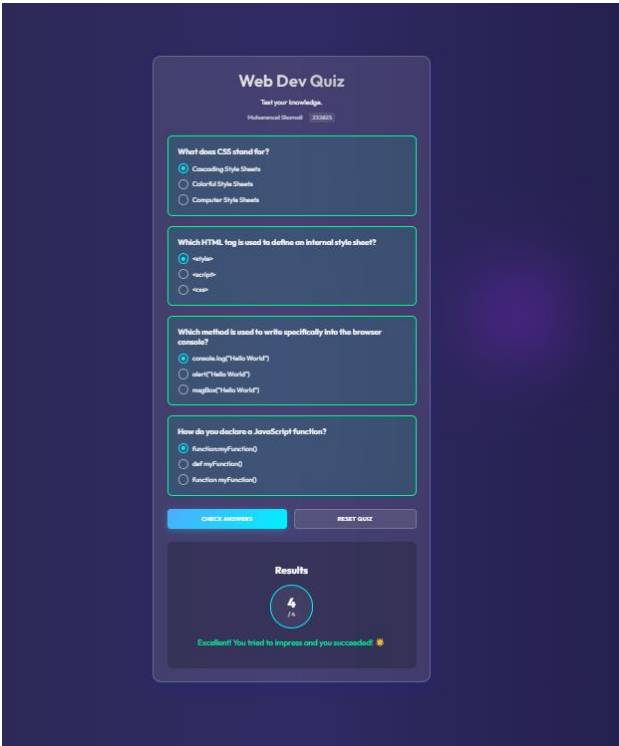 Web Dev Quiz
Test your knowledge.
Muhammad Shamail 233605
What does CSS stand for?
Cascading Style Sheets
Colorful Style Sheets
Computer Style Sheets
Which HTML tag is used to define an internal style sheet?
<style>
<script>
<css>
Which method is used to write specifically into the browser
console?
console.log("Hello World")
alert("Hello World")
msgBox("Hello World")
How do you declare a JavaScript function?
function:myFunction()
def myFunction()
function myFunction()
CHECK ANSWERS
RESET QUIZ
Results
4
/ 4
Excellent! You tried to impress and you succeeded! 🌟